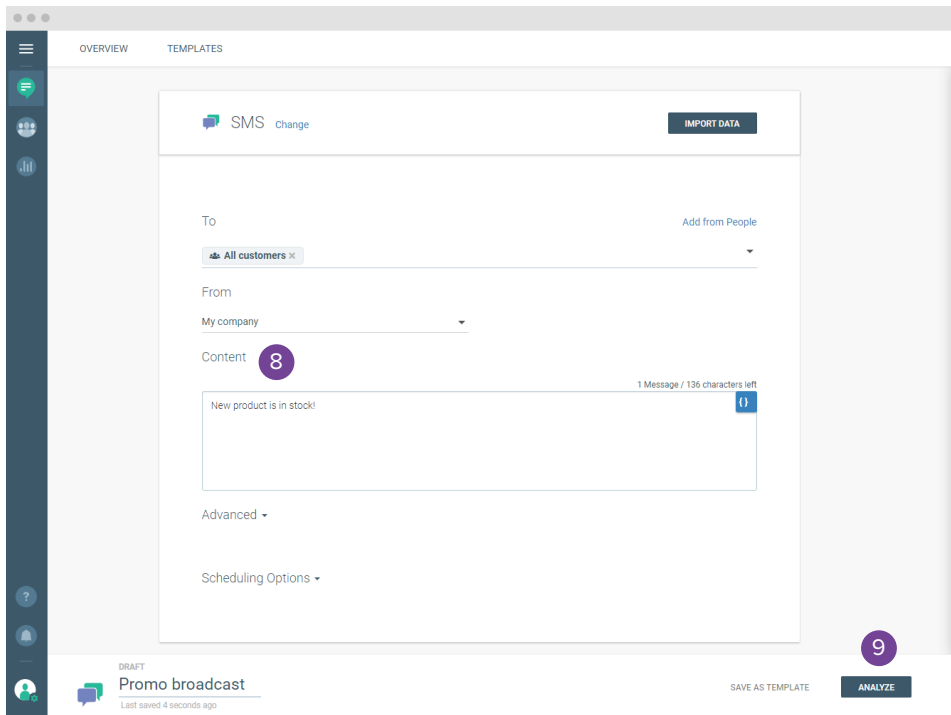 OVERVIEW TEMPLATES
SMS Change IMPORT DATA
To Add from People
All customers ×
From
My company
Content 8
1 Message / 136 characters left
New product is in stock!
{}
Advanced
Scheduling Options
?
9
DRAFT
Promo broadcast
Last saved 4 seconds ago
SAVE AS TEMPLATE ANALYZE